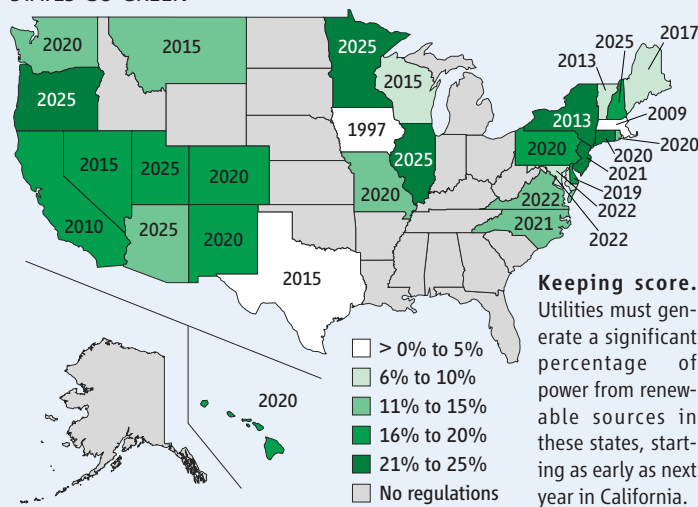 2020
2015
2025
2015
2010
2025
2025
2020
2020
2025
2015
1997
2025
2020
2015
2013
2025
2017
2009
2020
2020
2021
2019
2022
2022
2013
2020
2022
2021
2020
> 0% to 5%
6% to 10%
11% to 15%
16% to 20%
21% to 25%
No regulations
Keeping score.
Utilities must gen-
erate a significant
percentage of
power from renew-
able sources in
these states, start-
ing as early as next
year in California.